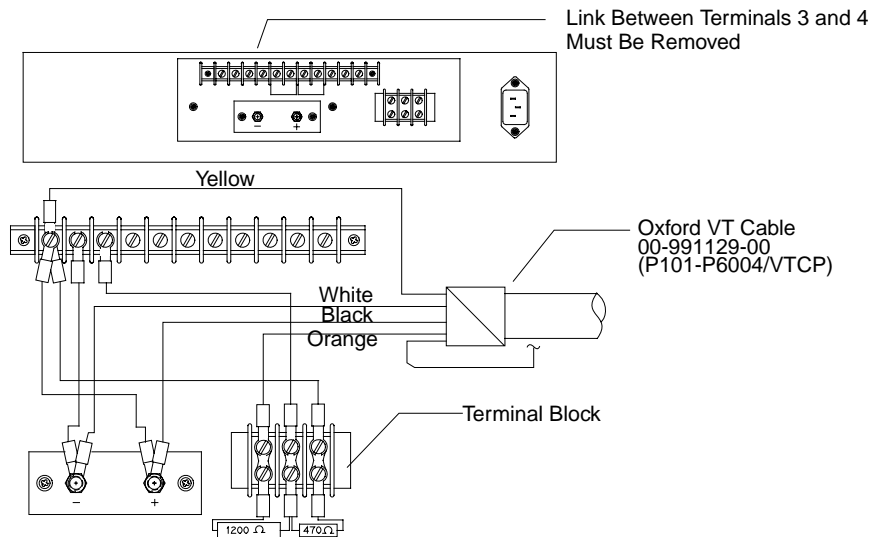 Link Between Terminals 3 and 4
Must Be Removed
− +
Yellow
Oxford VT Cable
00-991129-00
(P101-P6004/VTCP)
White
Black
Orange
Terminal Block
− +
1200 Ω 470Ω